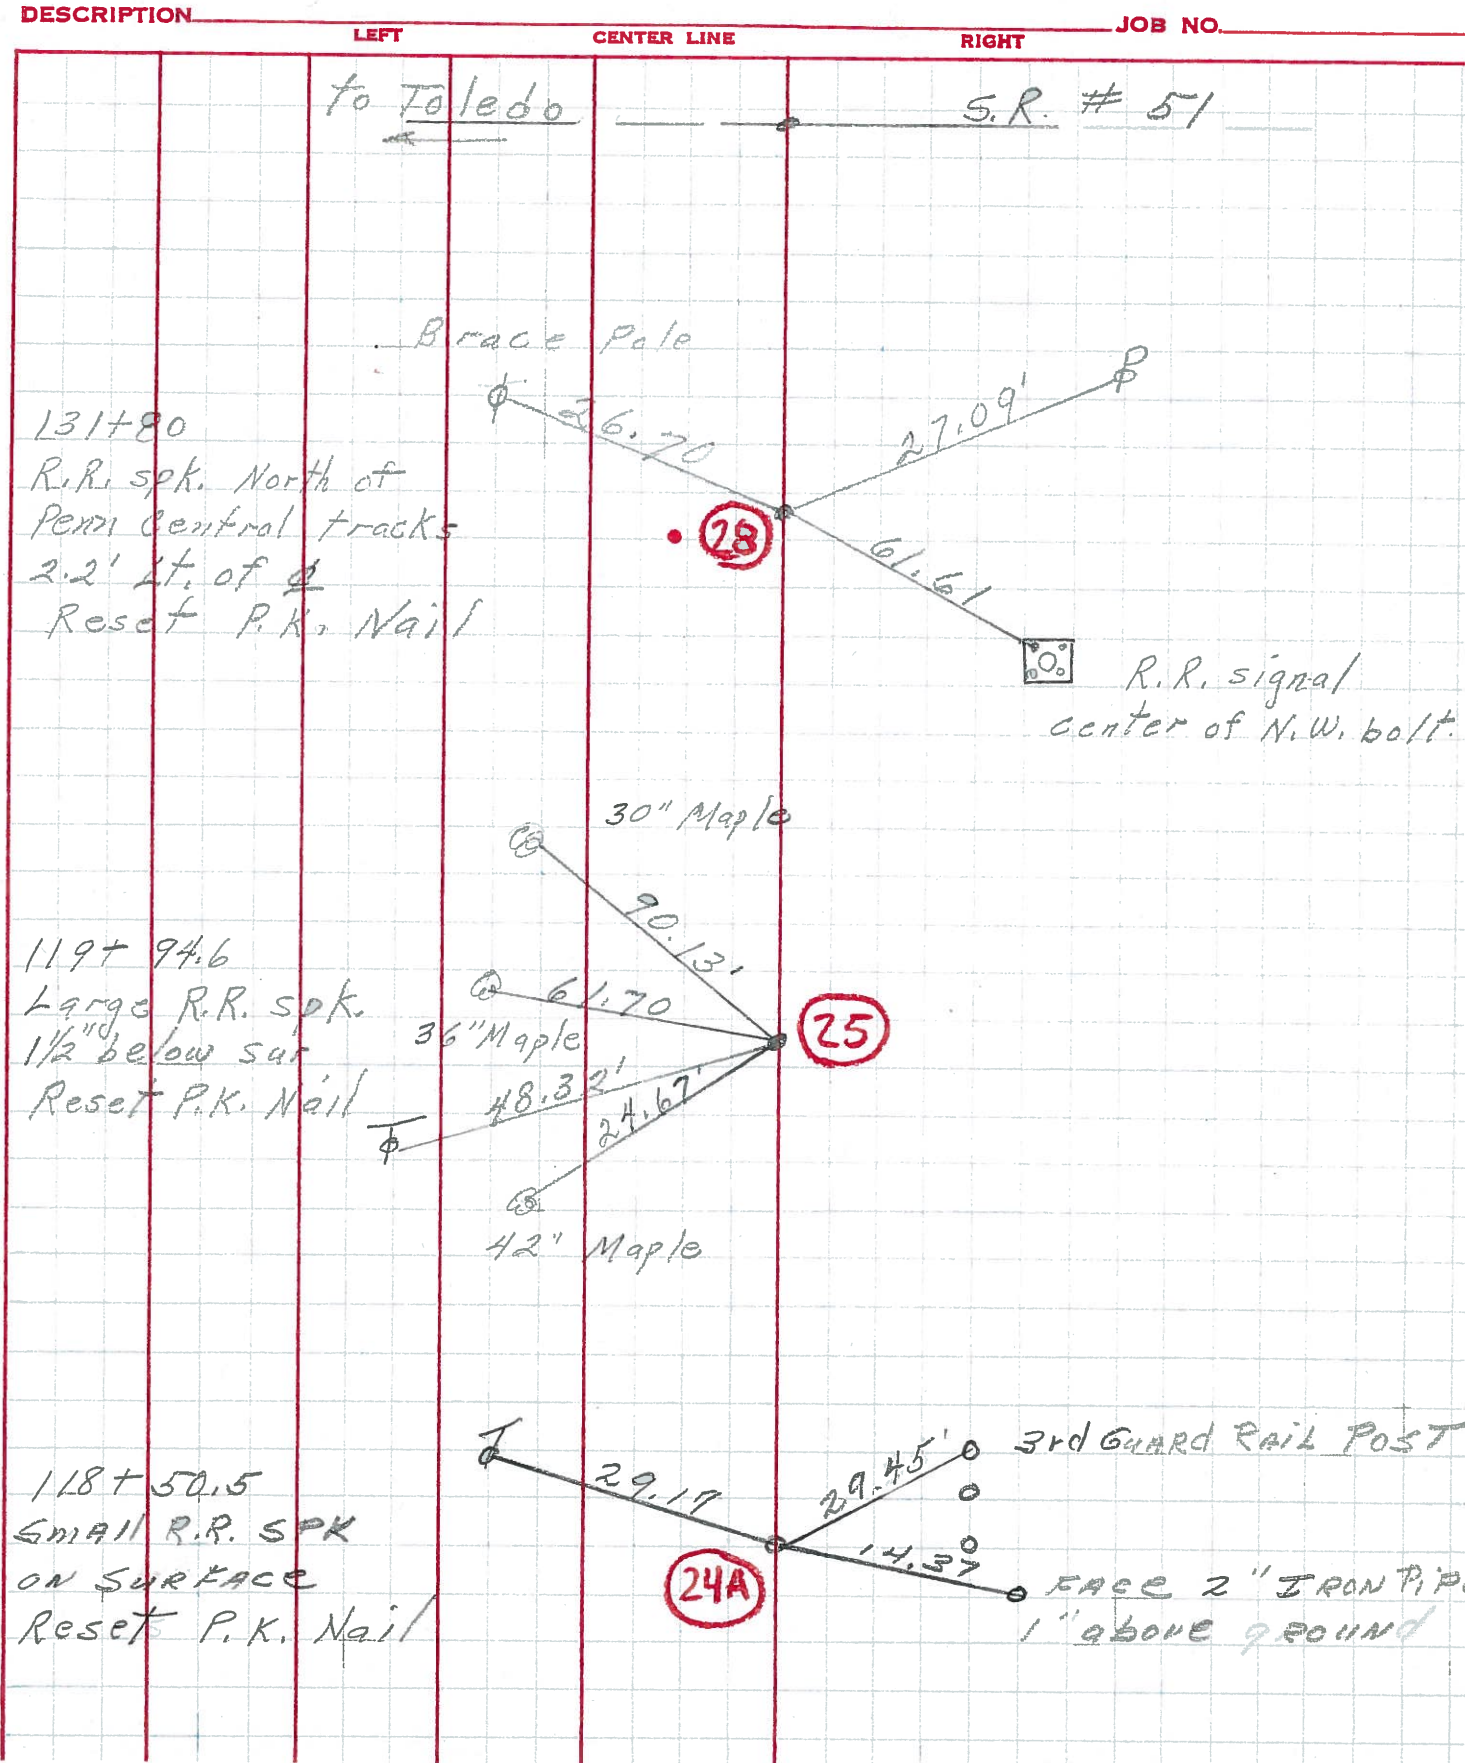 DESCRIPTION
LEFT
CENTER LINE
RIGHT
JOB NO.
to Toledo
S.R. # 51
Brace Pole
26.70
27.09'
131+80
R.R. spk. North of
Penn Central tracks
2.2' Lt. of ℄
Reset P.K. Nail
28
61.61
R.R. signal
center of N.W. bolt.
30" Maple
90.13'
119+94.6
Large R.R. spk.
1½" below sur
Reset P.K. Nail
61.70
36" Maple
25
48.32'
24.67'
42" Maple
118+50.5
Small R.R. SPK
ON SURFACE
Reset P.K. Nail
29.17
29.45'
3rd GUARD RAIL POST
14.37
24A
FACE 2" IRON PIP
1" above GROUND